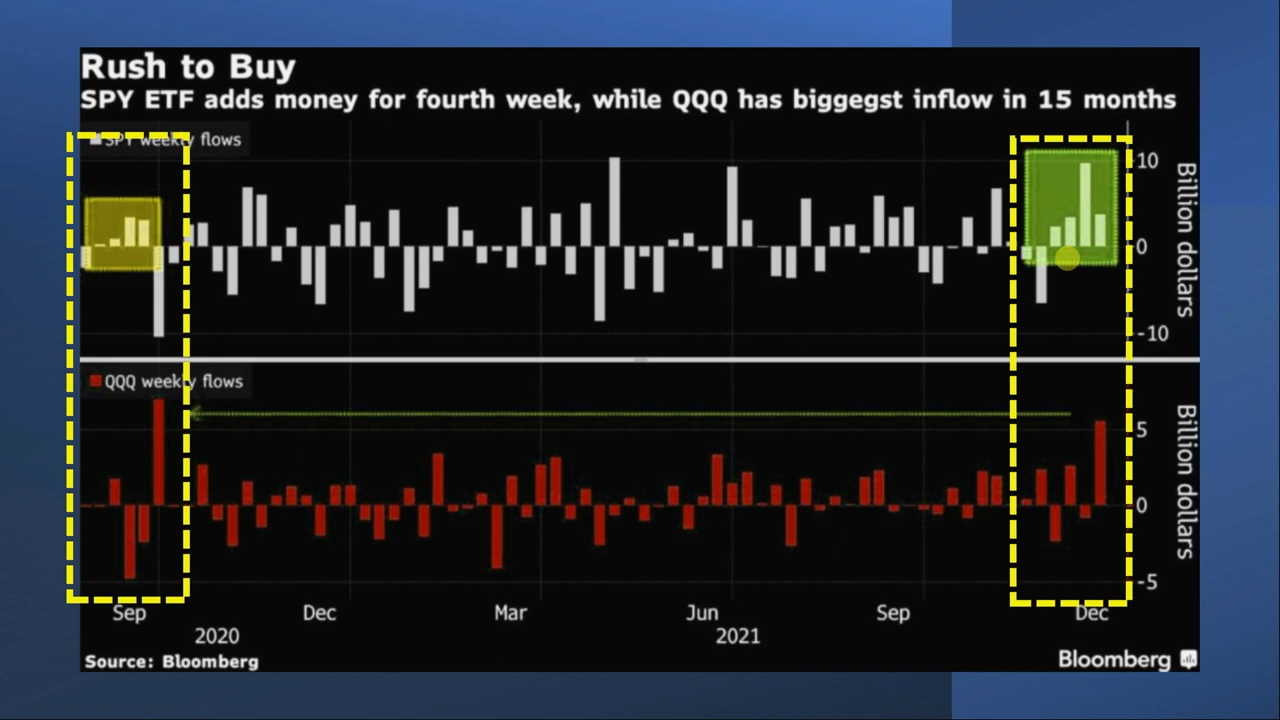 Rush to Buy
SPY ETF adds money for fourth week, while QQQ has biggegst inflow in 15 months
SPY weekly flows
10
0
-10
Billion dollars
QQQ weekly flows
5
0
-5
Billion dollars
Sep Dec Mar Jun Sep Dec
2020 2021
Source: Bloomberg
Bloomberg